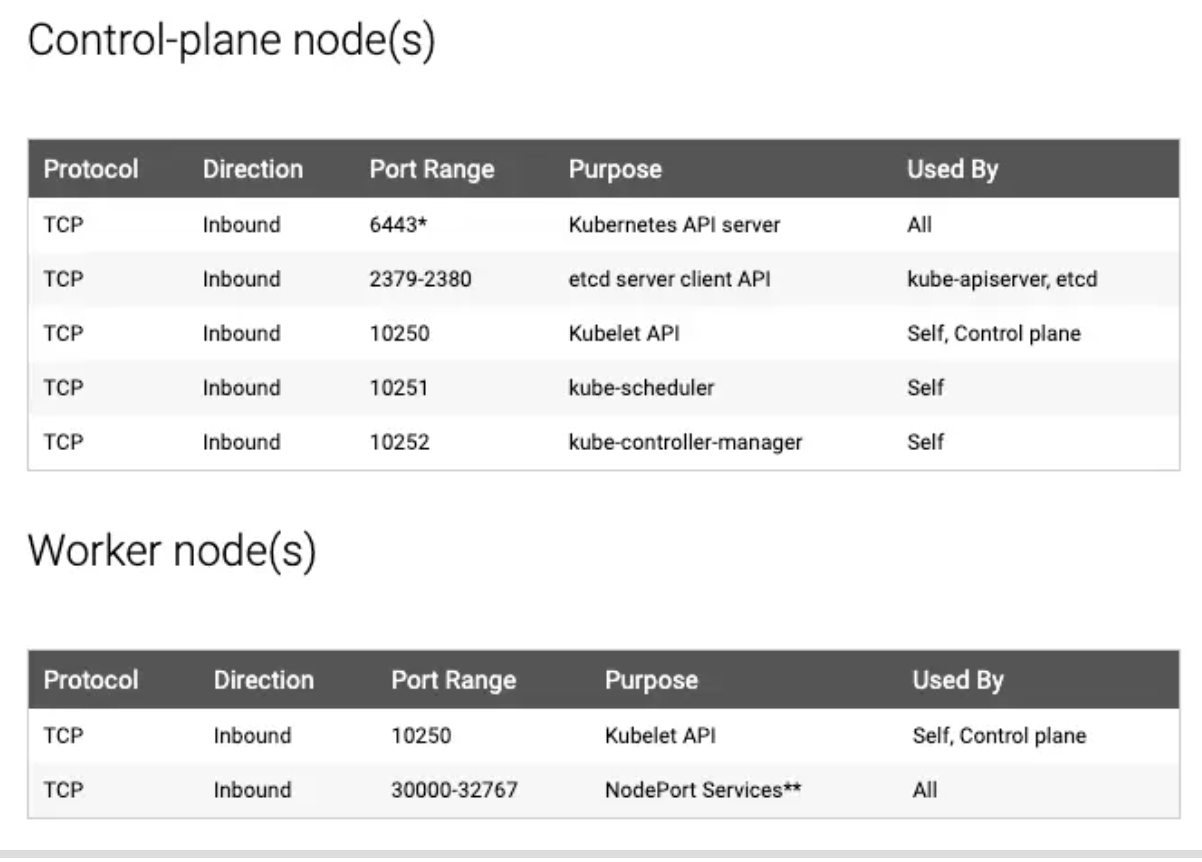 Control-plane node(s)
Protocol Direction Port Range Purpose Used By
TCP Inbound 6443* Kubernetes API server All
TCP Inbound 2379-2380 etcd server client API kube-apiserver, etcd
TCP Inbound 10250 Kubelet API Self, Control plane
TCP Inbound 10251 kube-scheduler Self
TCP Inbound 10252 kube-controller-manager Self
Worker node(s)
Protocol Direction Port Range Purpose Used By
TCP Inbound 10250 Kubelet API Self, Control plane
TCP Inbound 30000-32767 NodePort Services** All